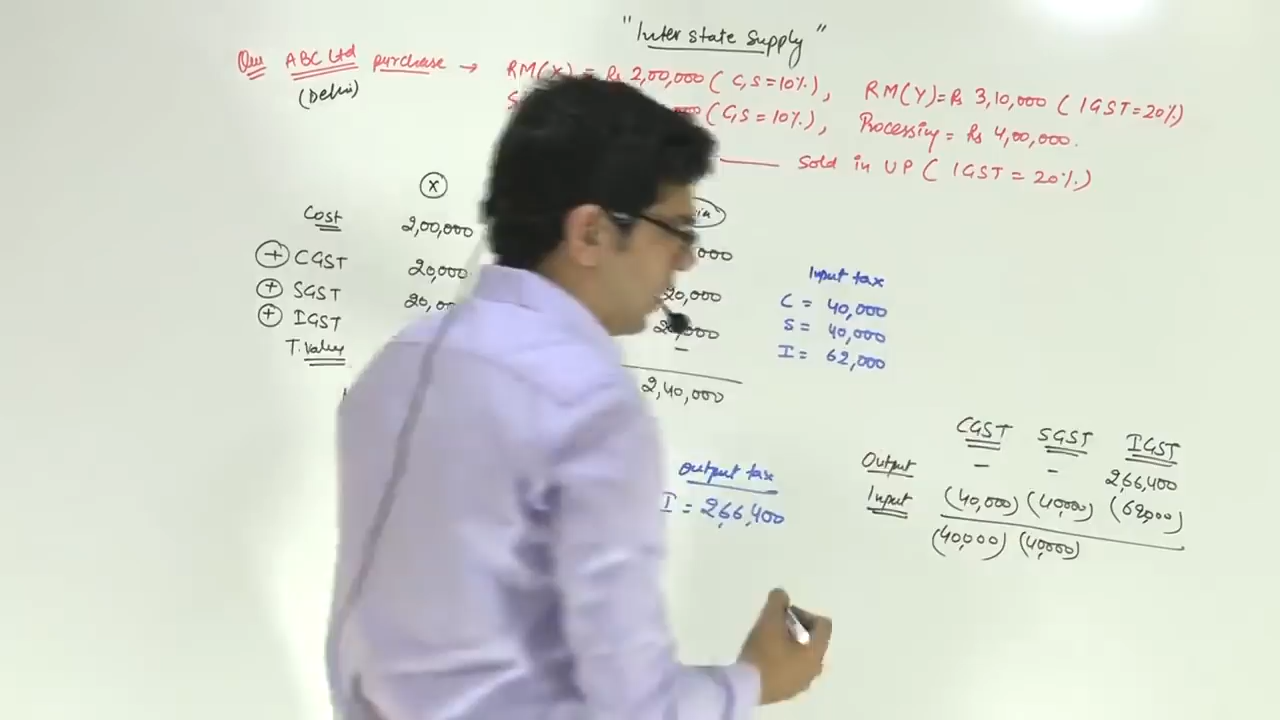 "Inter state Supply"
Que ABC Ltd purchase → RM(X) = Rs 2,00,000 ( C,S = 10%. ), RM(Y)= Rs 3,10,000 ( IGST = 20%. )
(Delhi) (C,S = 10%. ), Processing = Rs 4,00,000.
Sold in UP ( IGST = 20%. )
Cost 2,00,000
+ CGST 20,000 20,000
+ SGST
+ IGST –
T. Value 2,40,000
X
Input tax
C = 40,000
S = 40,000
I = 62,000
output tax
I = 2,66,400
CGST SGST IGST
Output – – 2,66,400
Input (40,000) (40,000) (62,000)
(40,000) (40,000)